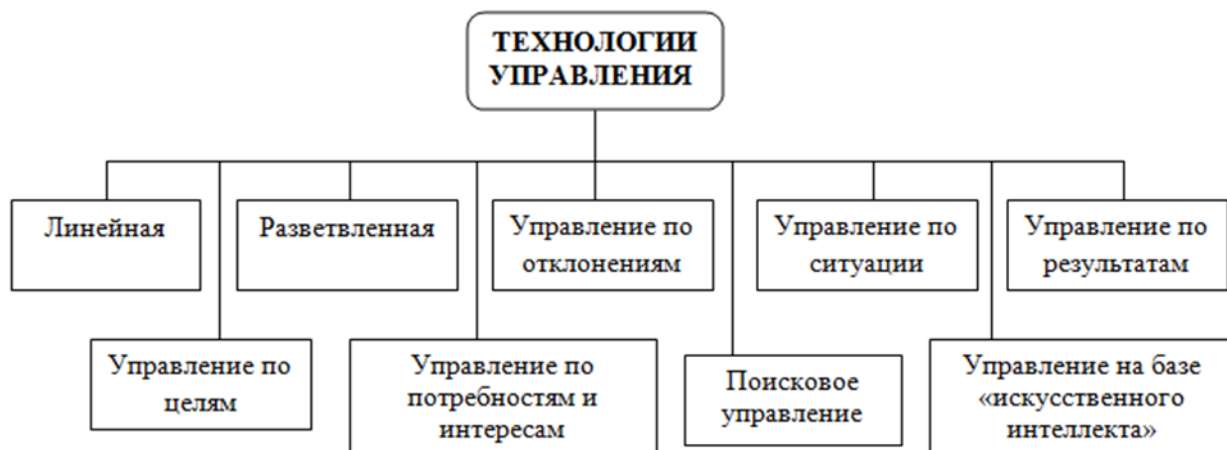 ТЕХНОЛОГИИ
УПРАВЛЕНИЯ
Линейная
Разветвленная
Управление по
отклонениям
Управление по
ситуации
Управление по
результатам
Управление по
целям
Управление по
потребностям и
интересам
Поисковое
управление
Управление на базе
«искусственного
интеллекта»